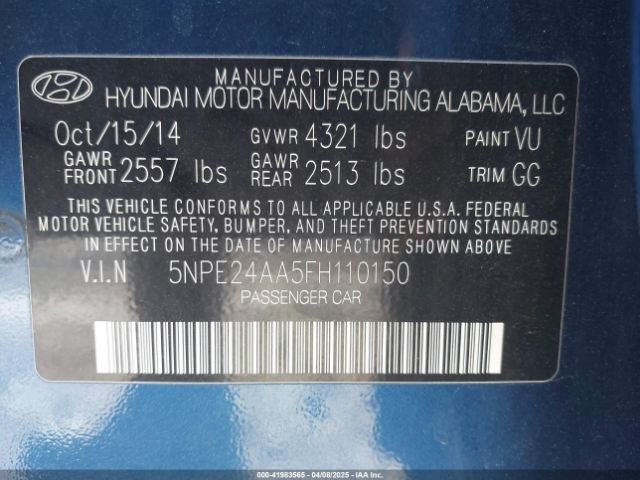 MANUFACTURED BY
HYUNDAI MOTOR MANUFACTURING ALABAMA, LLC
Oct/15/14 GVWR 4321 lbs PAINT VU
GAWR FRONT 2557 lbs GAWR REAR 2513 lbs TRIM GG
THIS VEHICLE CONFORMS TO ALL APPLICABLE U.S.A. FEDERAL
MOTOR VEHICLE SAFETY, BUMPER, AND THEFT PREVENTION STANDARDS
IN EFFECT ON THE DATE OF MANUFACTURE SHOWN ABOVE.
V.I.N 5NPE24AA5FH110150
PASSENGER CAR
000-41983565 - 04/08/2025 - IAA Inc.